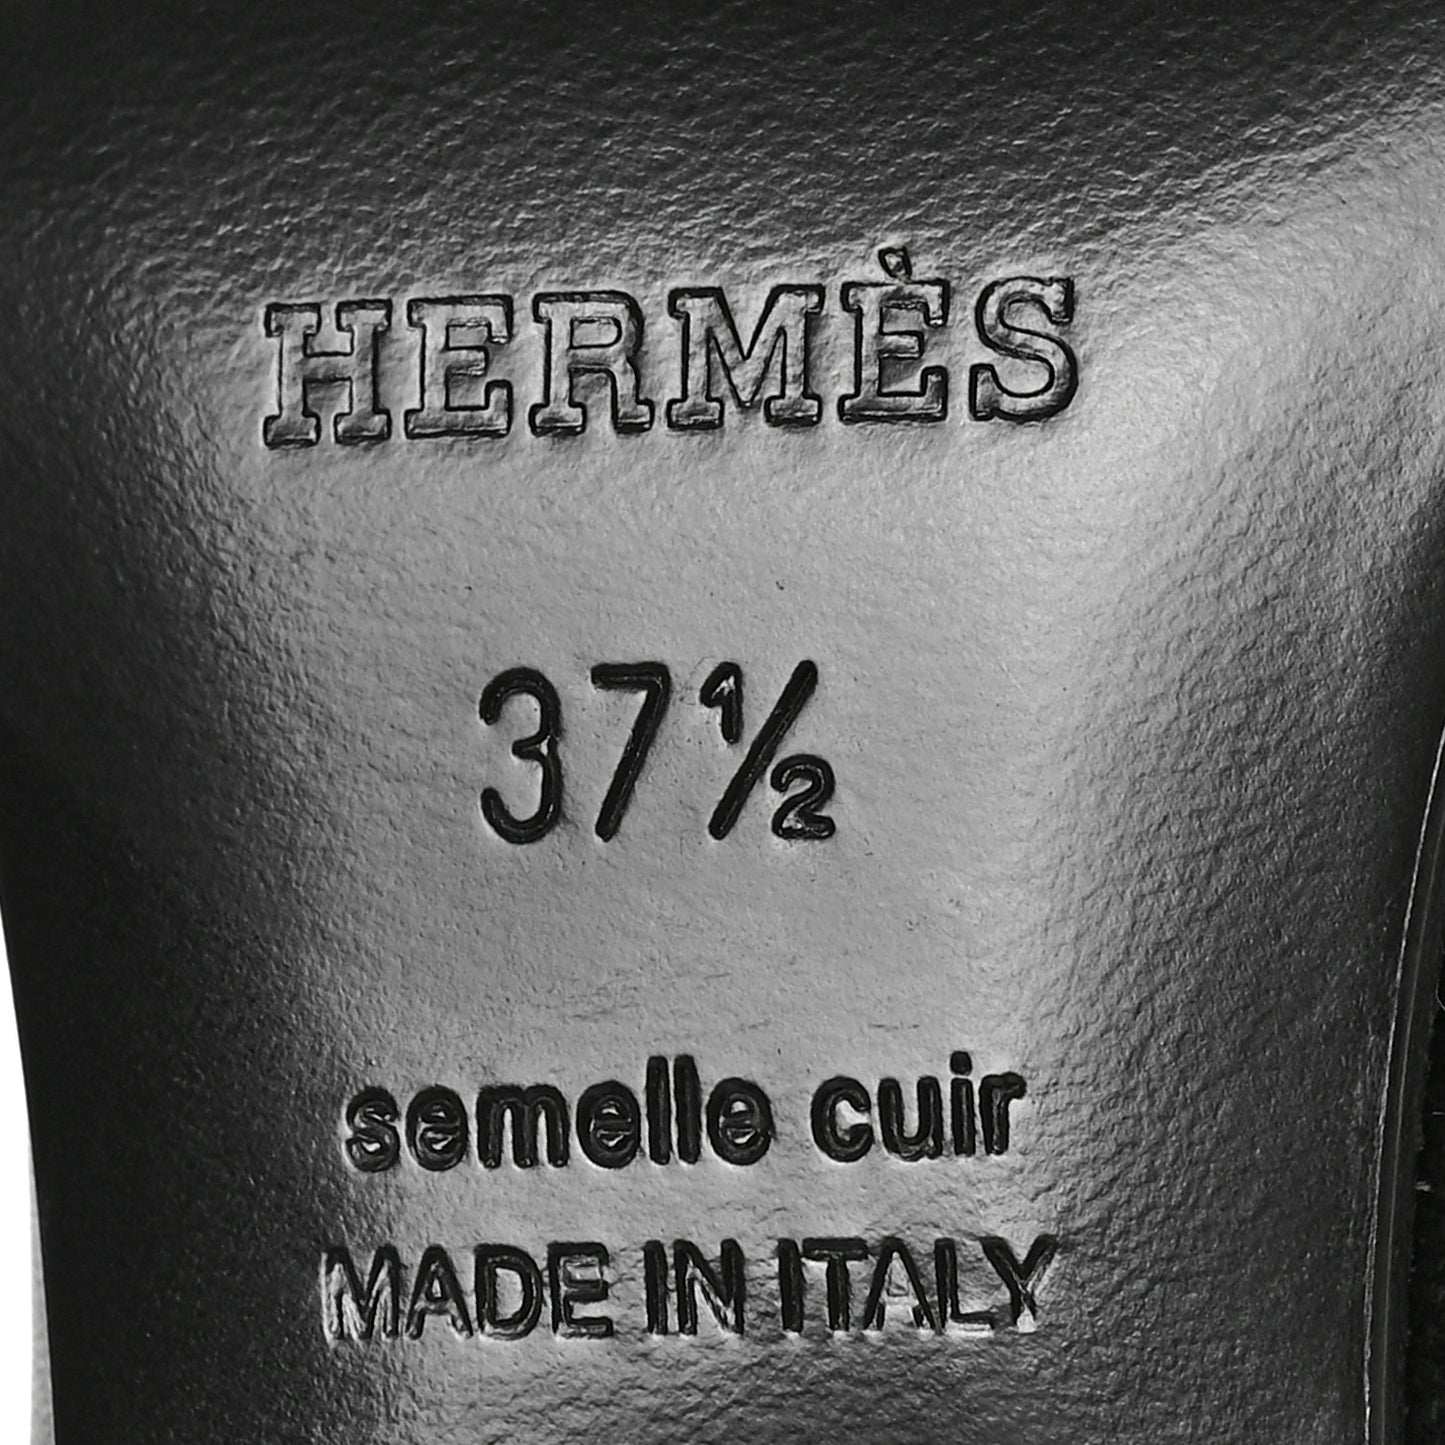 HERMÈS
37½
semelle cuir
MADE IN ITALY